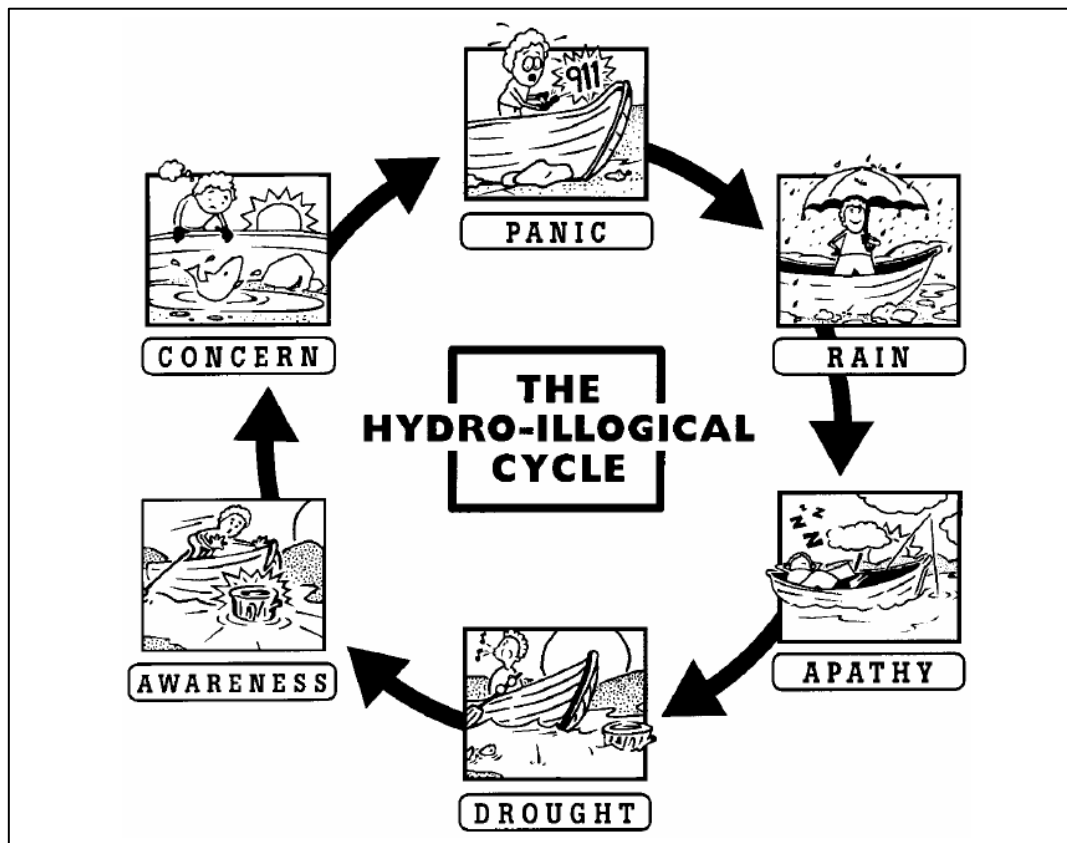 911
PANIC
RAIN
CONCERN
THE
HYDRO-ILLOGICAL
CYCLE
z z z
APATHY
AWARENESS
DROUGHT